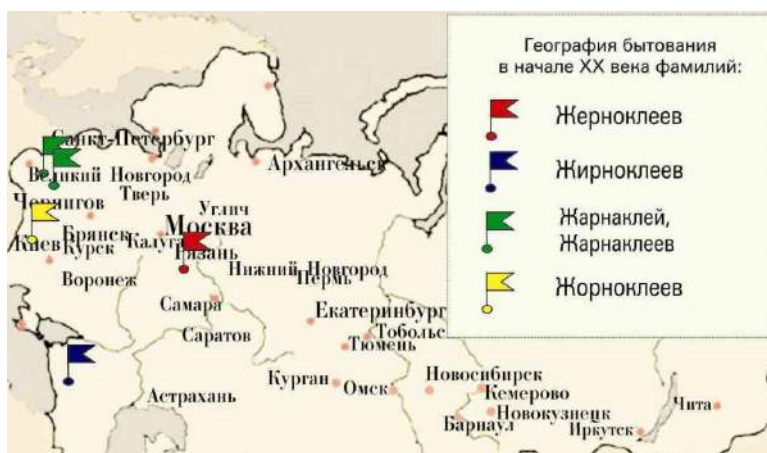 География бытования
в начале XX века фамилий:
Жерноклеев
Жирноклеев
Жарнаклей,
Жарнаклеев
Жорноклеев
Санкт-Петербург
Архангельск
Великий Новгород
Тверь
Чернигов
Углич
Москва
Брянск
Калуга
Киев
Курск
Рязань
Воронеж
Нижний Новгород
Пермь
Самара
Екатеринбург
Саратов
Тобольс
Тюмень
Курган
Омск
Новосибирск
Астрахань
Кемерово
Новокузнецк
Барнаул
Чита
Иркутск